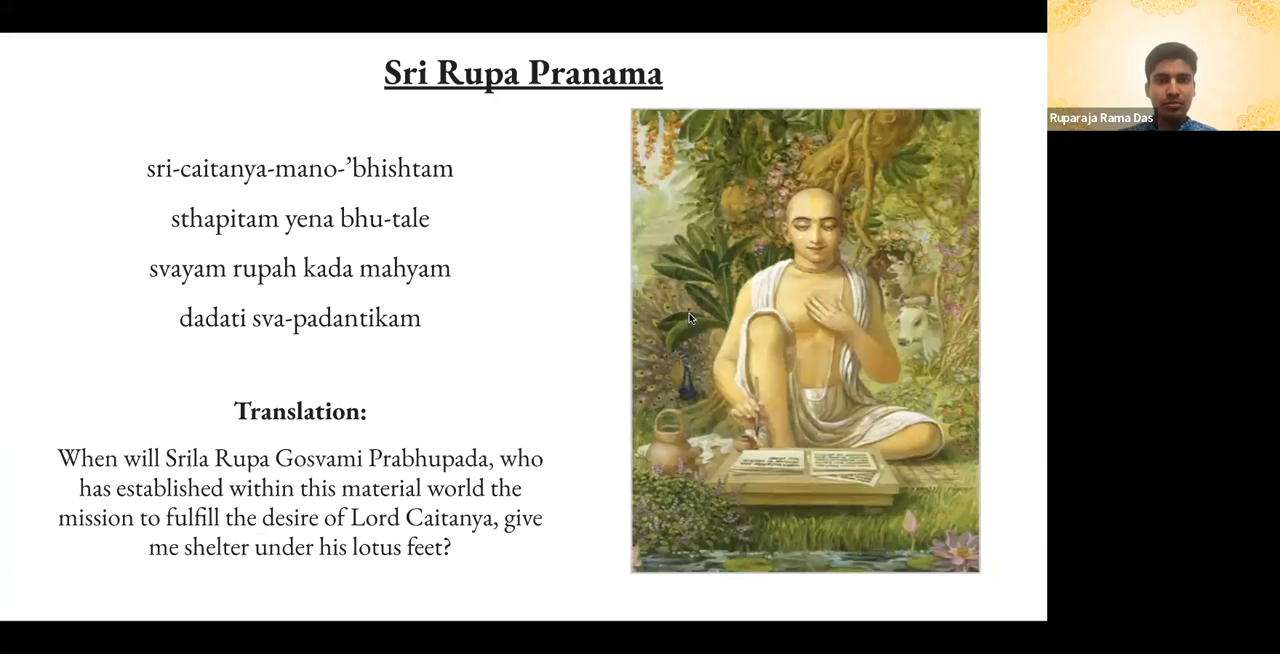 Sri Rupa Pranama
sri-caitanya-mano-’bhishtam
sthapitam yena bhu-tale
svayam rupah kada mahyam
dadati sva-padantikam
Translation:
When will Srila Rupa Gosvami Prabhupada, who
has established within this material world the
mission to fulfill the desire of Lord Caitanya, give
me shelter under his lotus feet?
Ruparaja Rama Das